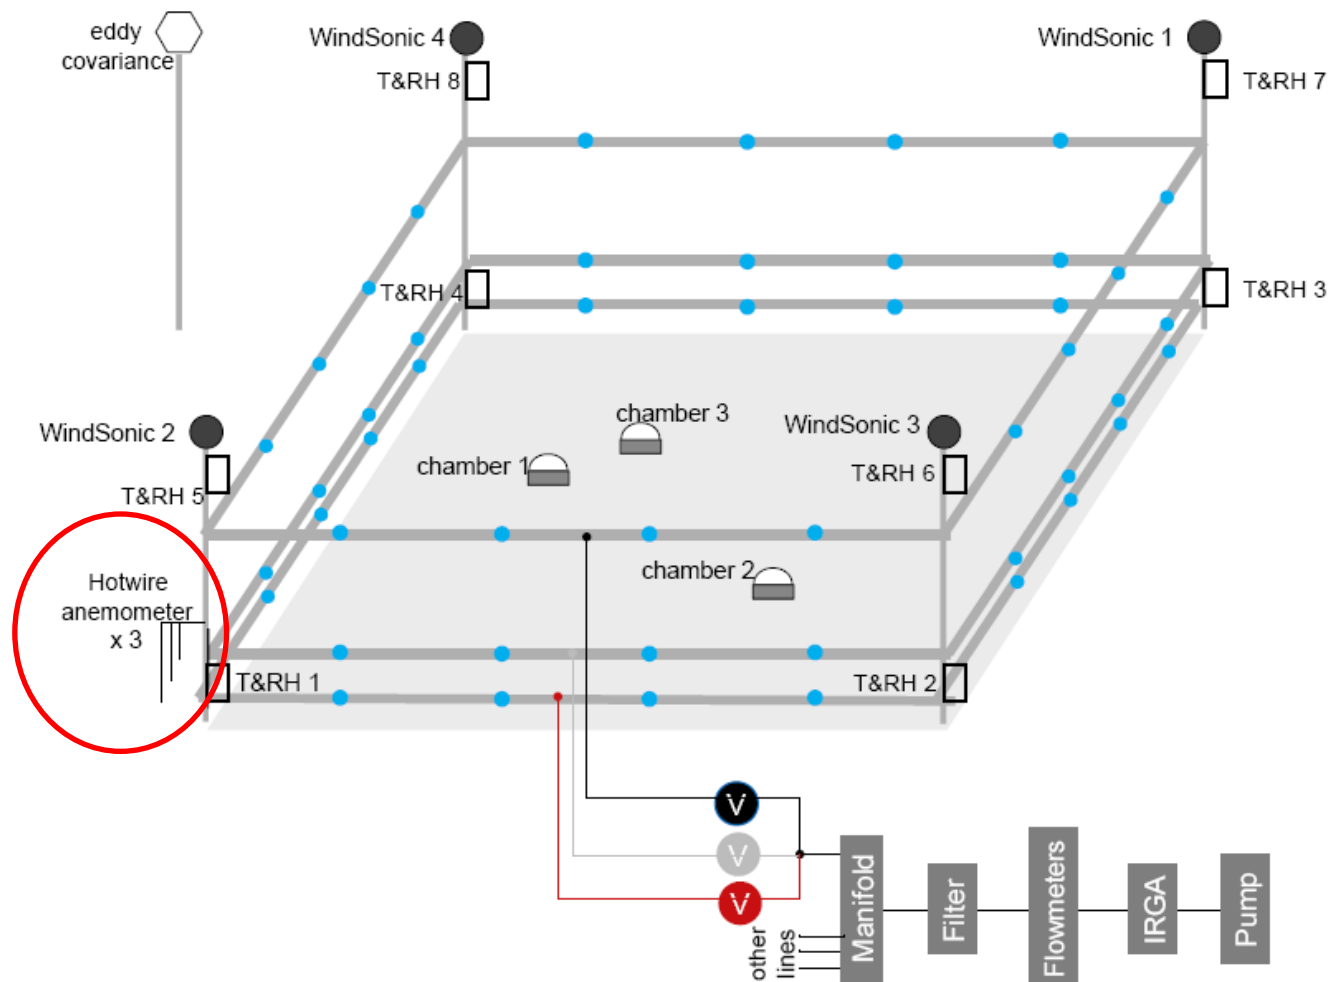 eddy
covariance
WindSonic 4
WindSonic 1
T&RH 8
T&RH 7
T&RH 4
T&RH 3
WindSonic 2
chamber 3
WindSonic 3
chamber 1
T&RH 6
T&RH 5
Hotwire
anemometer
x 3
chamber 2
T&RH 1
T&RH 2
V
V
V
other
lines
Manifold
Filter
Flowmeters
IRGA
Pump